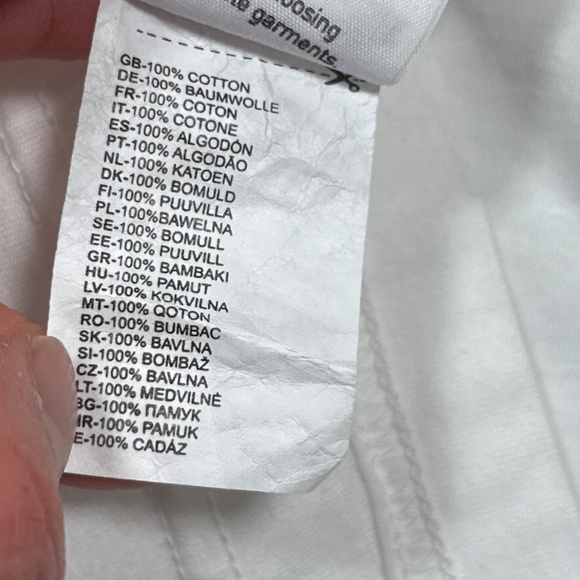 oosing
te garments
GB-100% COTTON
DE-100% BAUMWOLLE
FR-100% COTON
IT-100% COTONE
ES-100% ALGODÓN
PT-100% ALGODÃO
NL-100% KATOEN
DK-100% BOMULD
FI-100% PUUVILLA
PL-100%BAWELNA
SE-100% BOMULL
EE-100% PUUVILL
GR-100% BAMBAKI
HU-100% PAMUT
LV-100% KOKVILNA
MT-100% QOTON
RO-100% BUMBAC
SK-100% BAVLNA
SI-100% BOMBAŽ
CZ-100% BAVLNA
LT-100% MEDVILNĖ
BG-100% ПАМУК
HR-100% PAMUK
E-100% CADÁZ